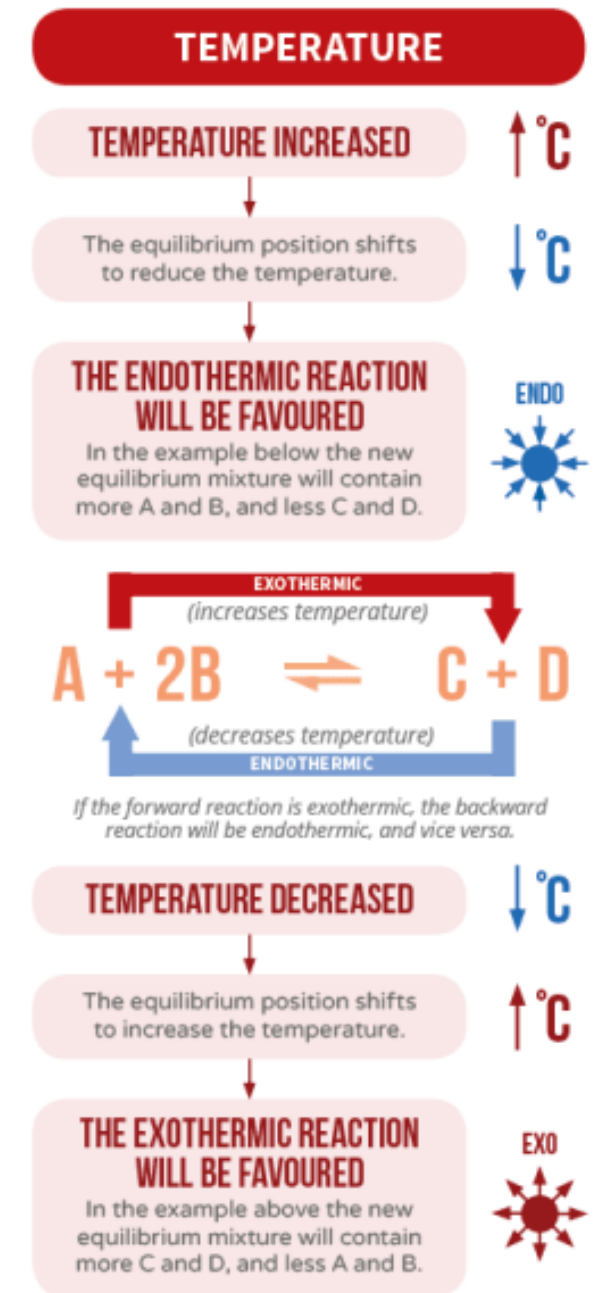 TEMPERATURE
TEMPERATURE INCREASED
°C
The equilibrium position shifts
to reduce the temperature.
°C
THE ENDOTHERMIC REACTION
WILL BE FAVOURED
In the example below the new
equilibrium mixture will contain
more A and B, and less C and D.
ENDO
EXOTHERMIC
(increases temperature)
A + 2B ⇌ C + D
(decreases temperature)
ENDOTHERMIC
If the forward reaction is exothermic, the backward
reaction will be endothermic, and vice versa.
TEMPERATURE DECREASED
°C
The equilibrium position shifts
to increase the temperature.
°C
THE EXOTHERMIC REACTION
WILL BE FAVOURED
In the example above the new
equilibrium mixture will contain
more C and D, and less A and B.
EXO